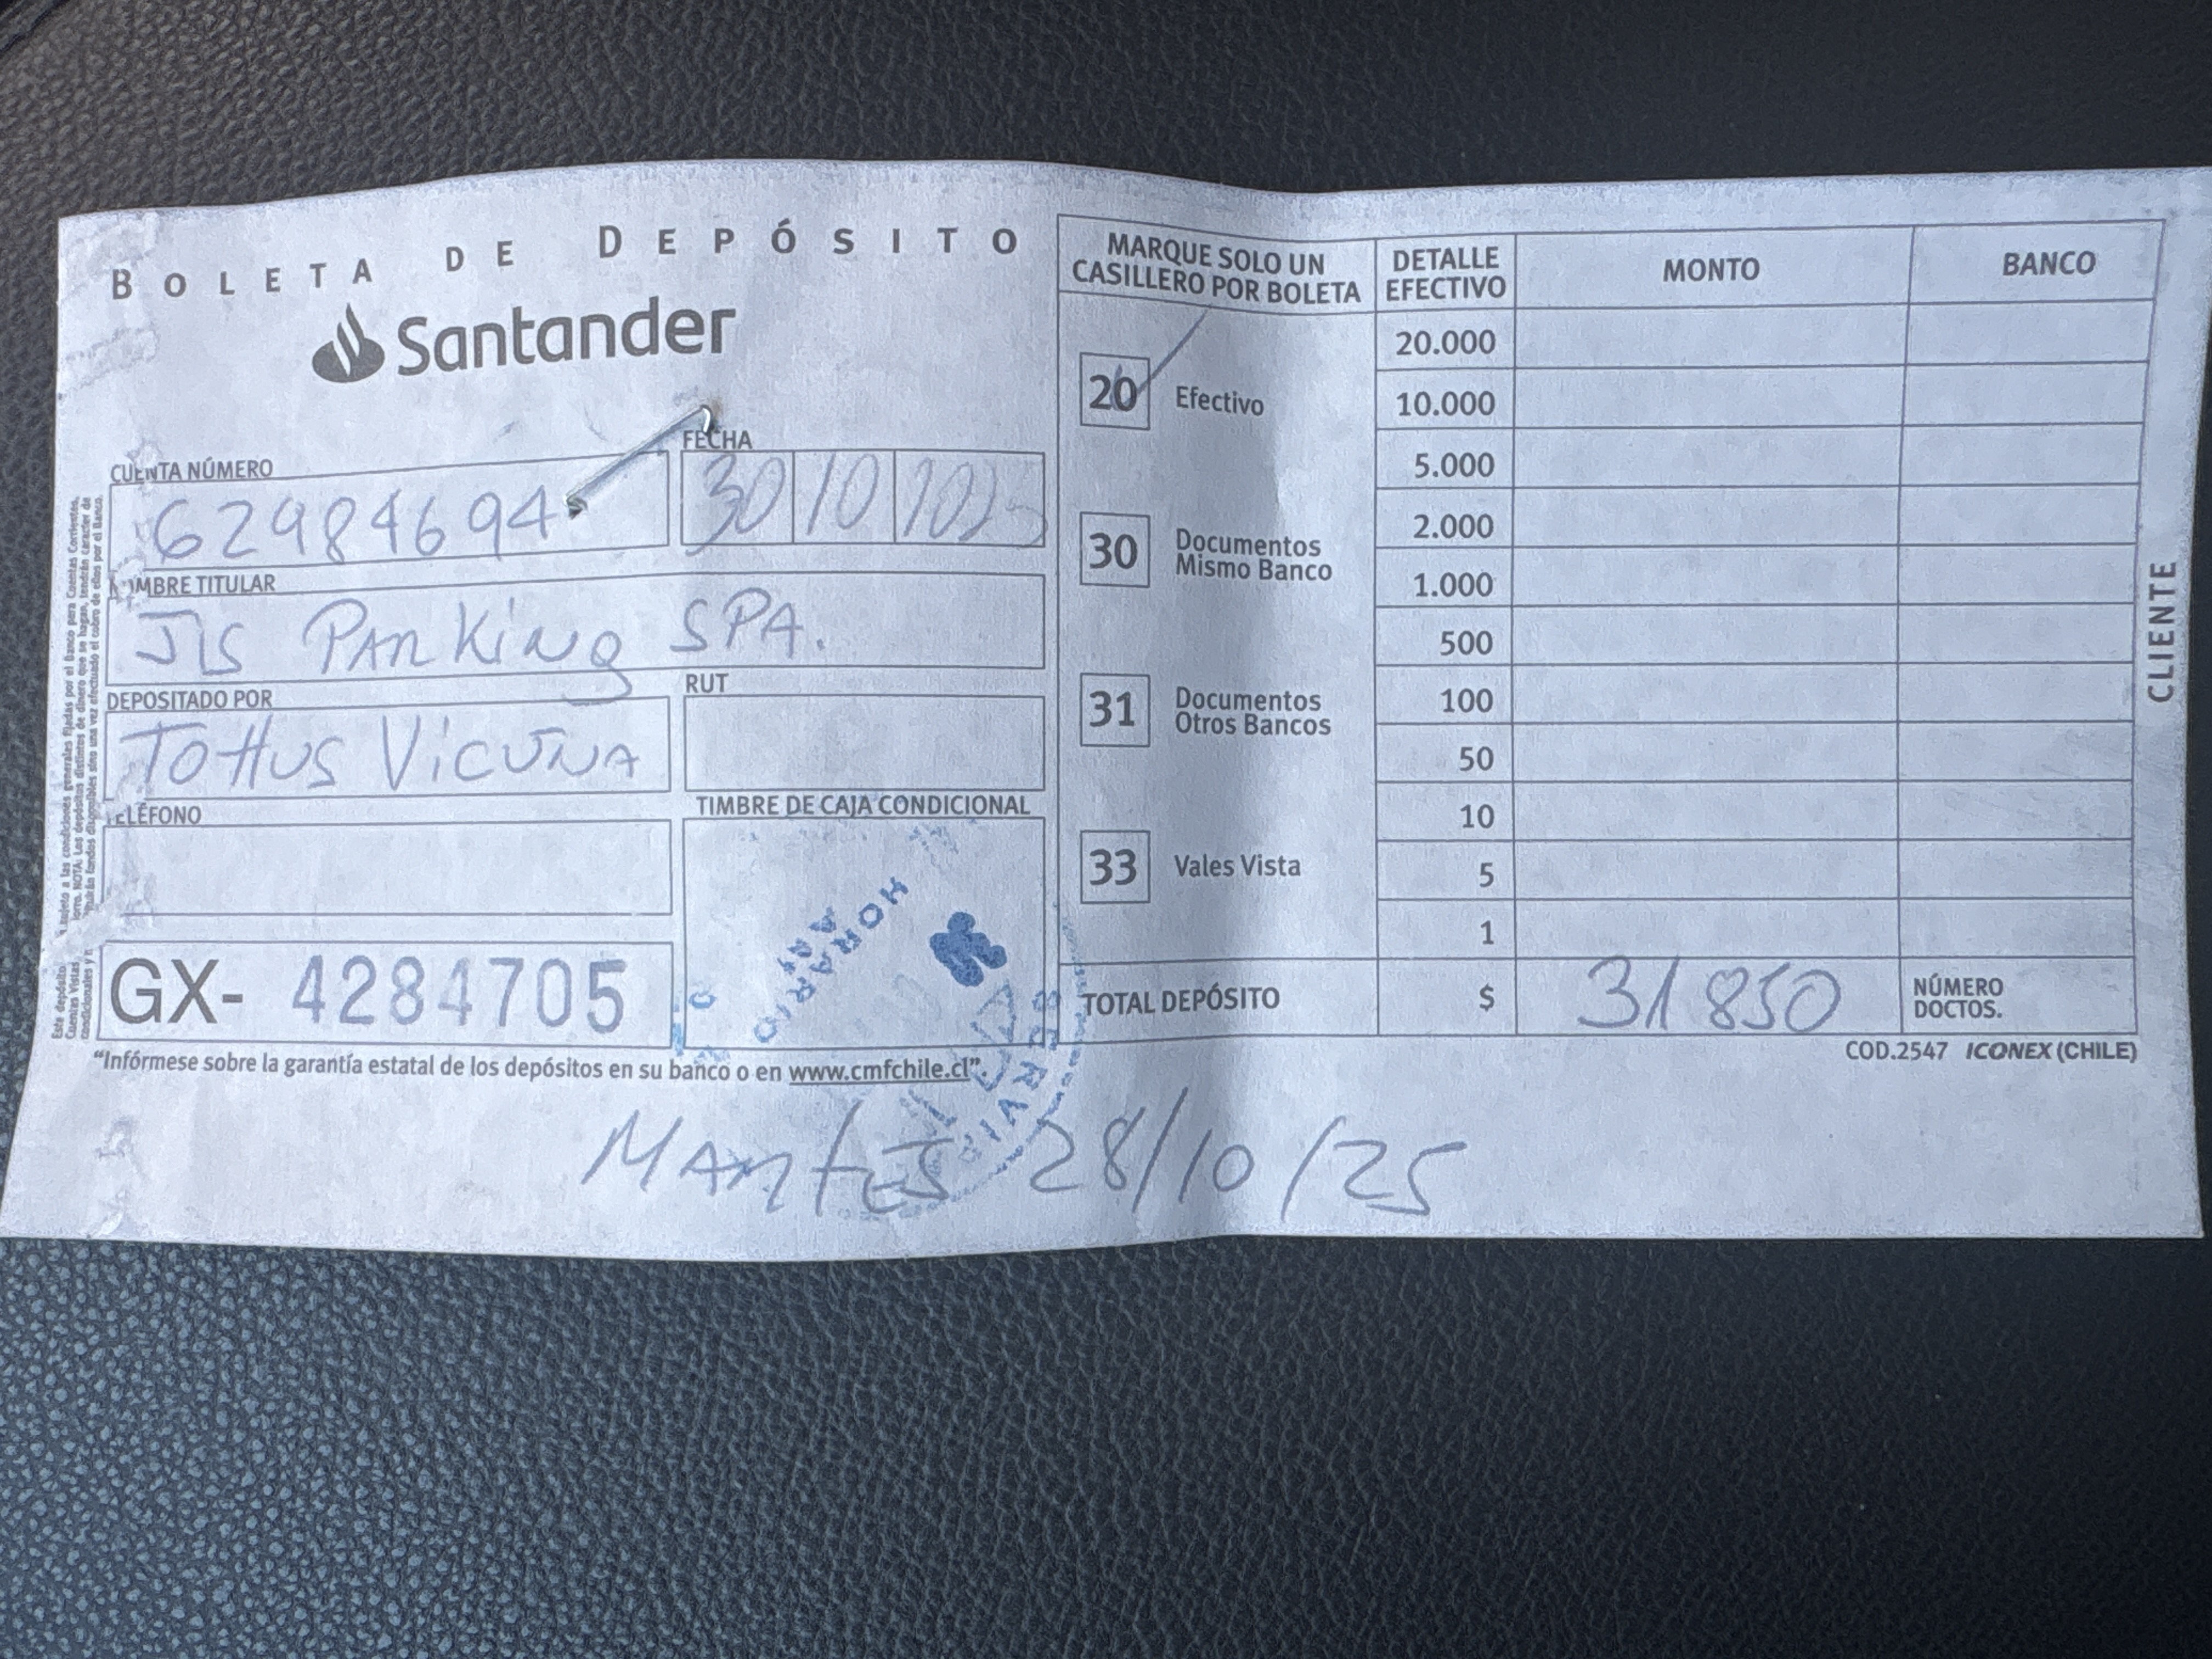 BOLETA DE DEPÓSITO
Santander
CUENTA NÚMERO
62984694
FECHA
30 10 2025
NOMBRE TITULAR
JIS PARKING SPA.
DEPOSITADO POR
TOTTUS VICUÑA
RUT
TELÉFONO
TIMBRE DE CAJA CONDICIONAL
HORARIO
SERVIC
GX- 4284705
"Infórmese sobre la garantía estatal de los depósitos en su banco o en www.cmfchile.cl".
MARQUE SOLO UN
CASILLERO POR BOLETA
20 Efectivo
30 Documentos
Mismo Banco
31 Documentos
Otros Bancos
33 Vales Vista
DETALLE
EFECTIVO
MONTO
BANCO
20.000
10.000
5.000
2.000
1.000
500
100
50
10
5
1
TOTAL DEPÓSITO $ 31850
NÚMERO
DOCTOS.
COD.2547 ICONEX (CHILE)
CLIENTE
MARTES 28/10/25